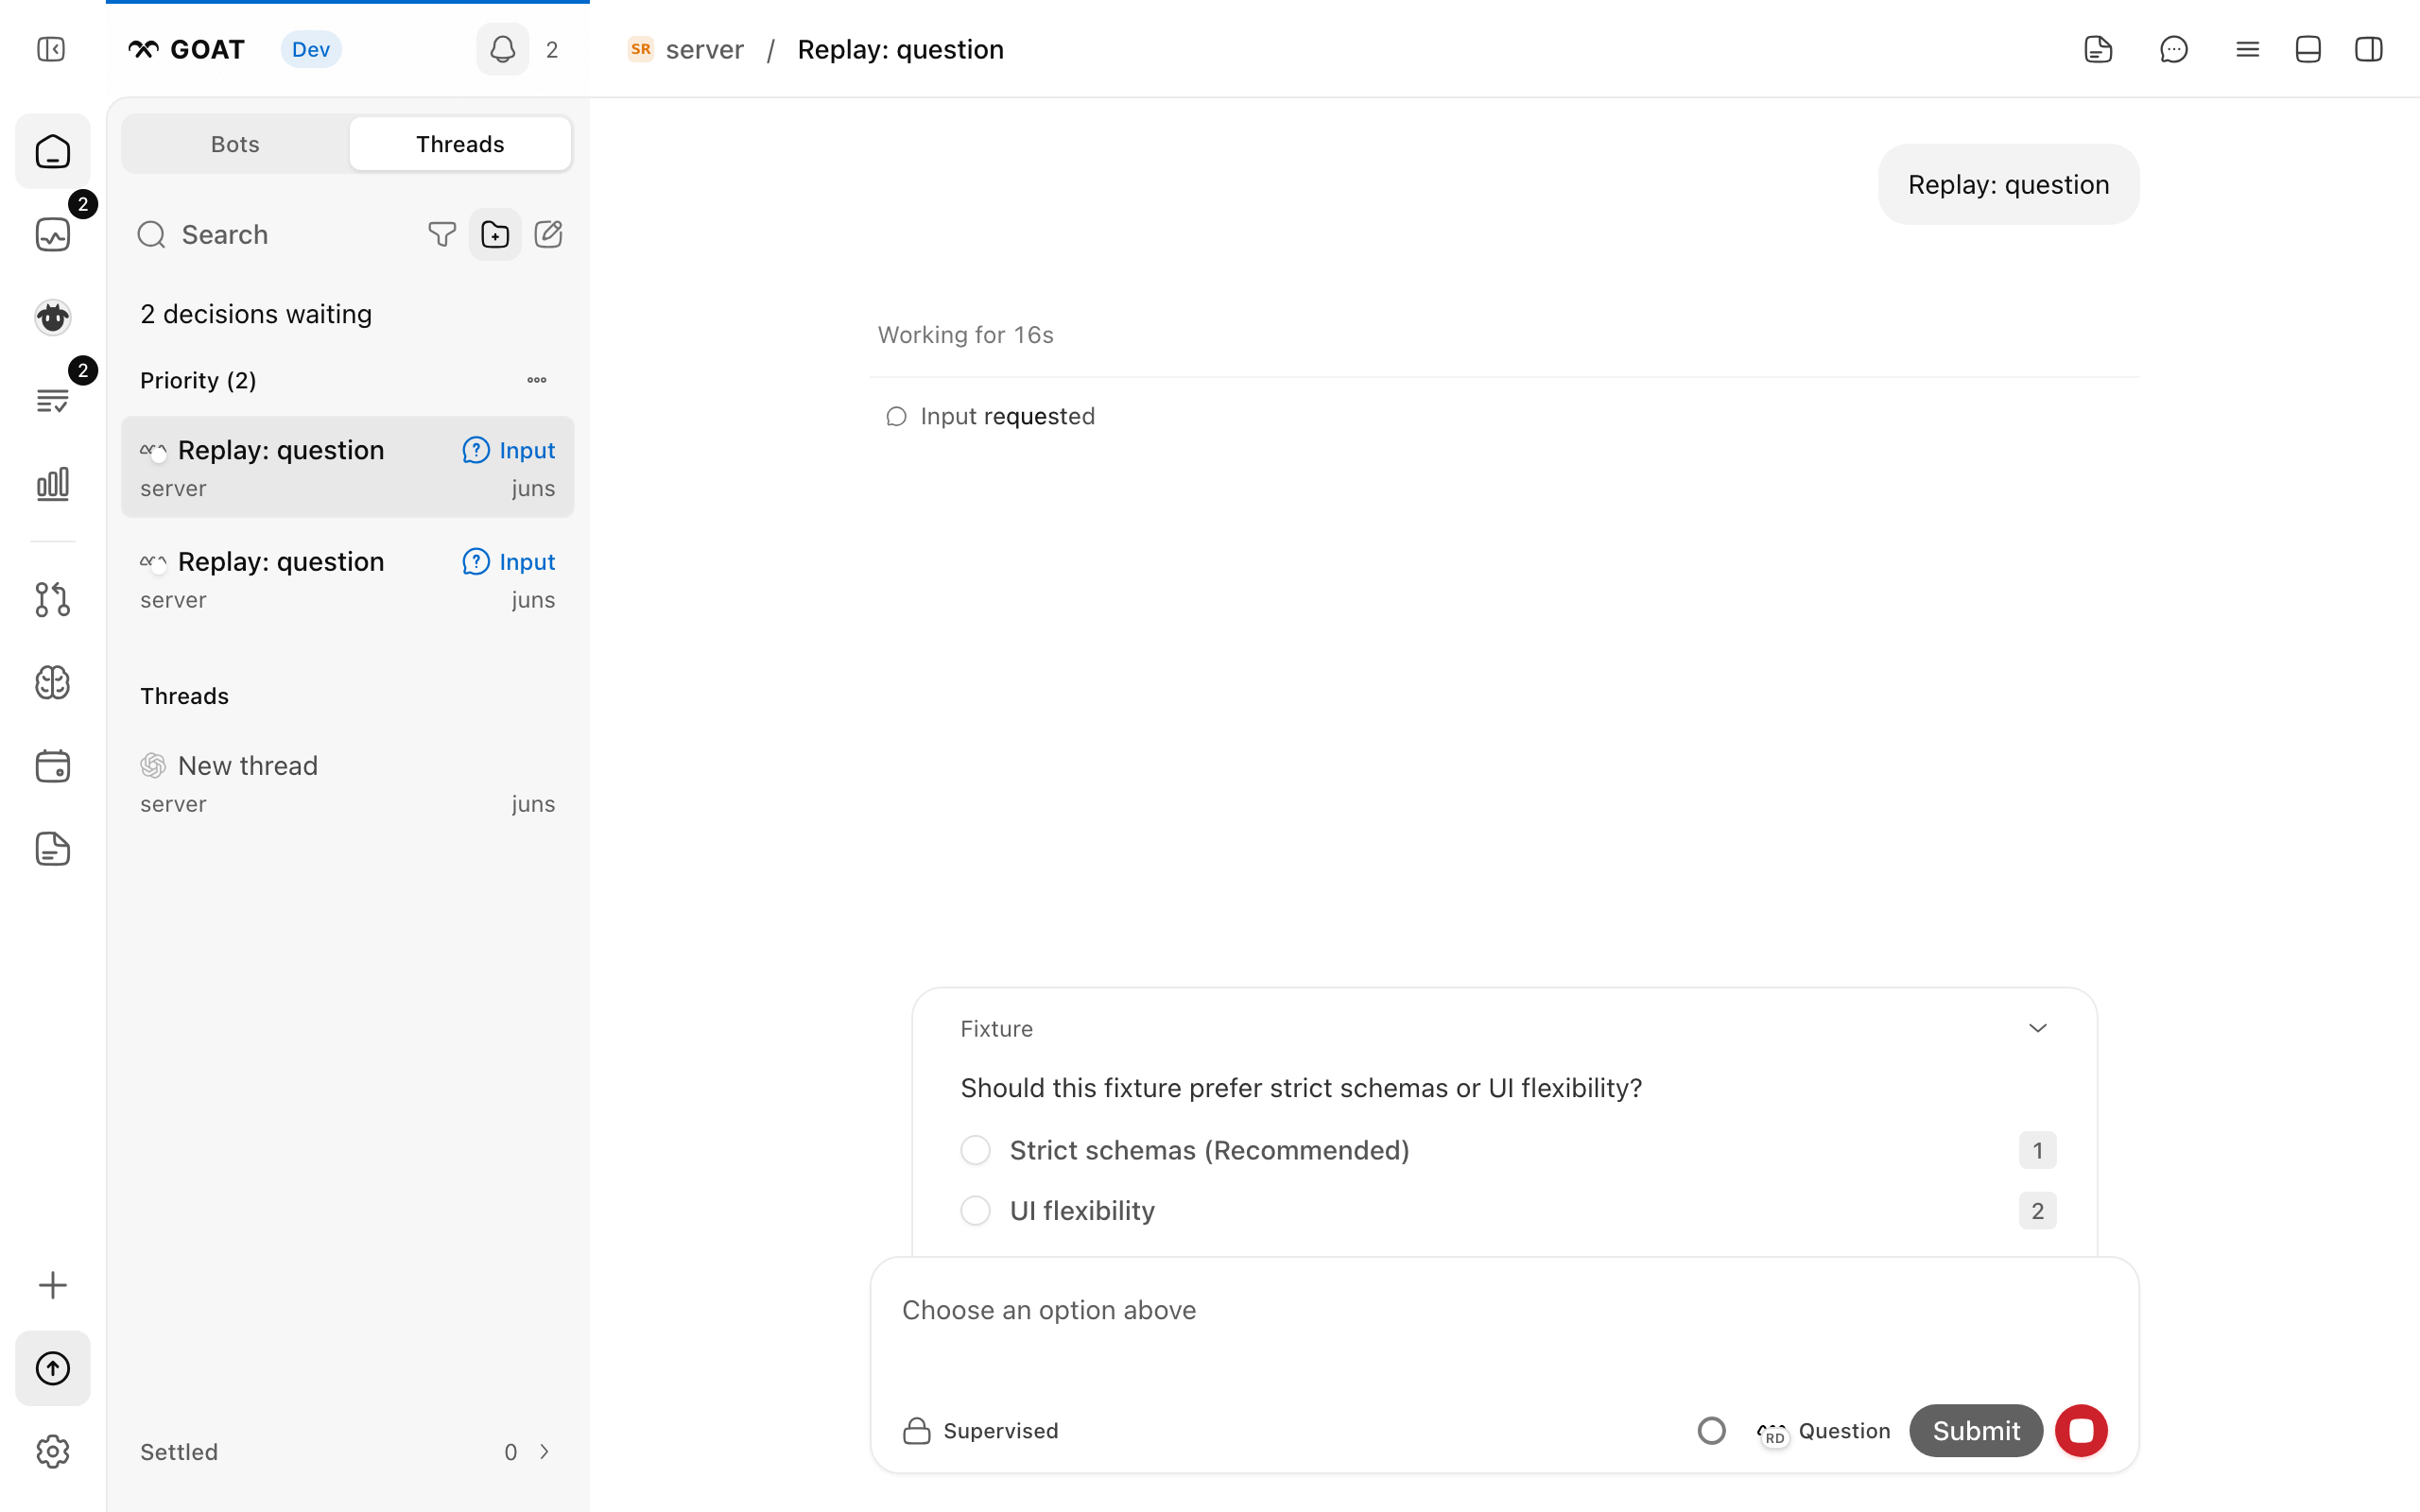 GOAT
Dev
2
SR server / Replay: question
Bots
Threads
2
Search
2 decisions waiting
2
Priority (2)
Replay: question
Input
server
juns
Replay: question
Input
server
juns
Threads
New thread
server
juns
Settled
0
Replay: question
Working for 16s
Input requested
Fixture
Should this fixture prefer strict schemas or UI flexibility?
Strict schemas (Recommended)
1
UI flexibility
2
Choose an option above
Supervised
RD
Question
Submit